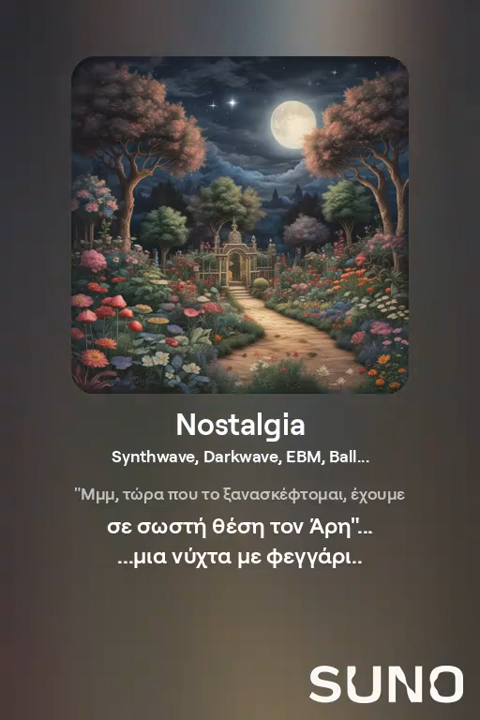 Nostalgia
Synthwave, Darkwave, EBM, Ball...
"Μμμ, τώρα που το ξανασκέφτομαι, έχουμε
σε σωστή θέση τον Άρη"...
...μια νύχτα με φεγγάρι..
SUNO